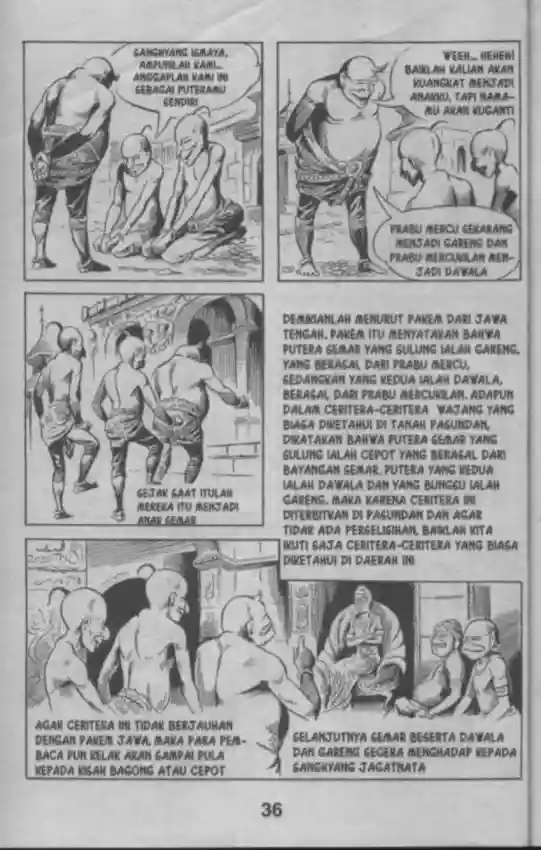 SANGHYANG ISMAYA,
AMPUNILAH KAMI...
ANGGAPLAH KAMI INI
SEBAGAI PUTERAMU
SENDIRI
WEEH... HEHEH!
BAIKLAH KALIAN AKAN
KUANGKAT MENJADI
ANAKKU, TAPI NAMA-
MU AKAN KUGANTI
PRABU MERCU SEKARANG
MENJADI GARENG DAN
PRABU MERCUKILAN MEN-
JADI DAWALA
SEJAK SAAT ITULAH
MEREKA ITU MENJADI
ANAK SEMAR
DEMIKIANLAH MENURUT PAKEM DARI JAWA
TENGAH. PAKEM ITU MENYATAKAN BAHWA
PUTERA SEMAR YANG SULUNG IALAH GARENG,
YANG BERASAL DARI PRABU MERCU,
SEDANGKAN YANG KEDUA IALAH DAWALA,
BERASAL DARI PRABU MERCUKILAN. ADAPUN
DALAM CERITERA-CERITERA WAJANG YANG
BIASA DIKETAHUI DI TANAH PASUNDAN,
DIKATAKAN BAHWA PUTERA SEMAR YANG
SULUNG IALAH CEPOT YANG BERASAL DARI
BAYANGAN SEMAR. PUTERA YANG KEDUA
IALAH DAWALA DAN YANG BUNGSU IALAH
GARENG. MAKA KARENA CERITERA INI
DITERBITKAN DI PASUNDAN DAN AGAR
TIDAK ADA PERSELISIHAN, BAIKLAH KITA
IKUTI SAJA CERITERA-CERITERA YANG BIASA
DIKETAHUI DI DAERAH INI
AGAR CERITERA INI TIDAK BERJAUHAN
DENGAN PAKEM JAWA, MAKA PARA PEM-
BACA PUN KELAK AKAN SAMPAI PULA
KEPADA KISAH BAGONG ATAU CEPOT
SELANJUTNYA SEMAR BESERTA DAWALA
DAN GARENG SEGERA MENGHADAP KEPADA
SANGHYANG JAGATNATA
36